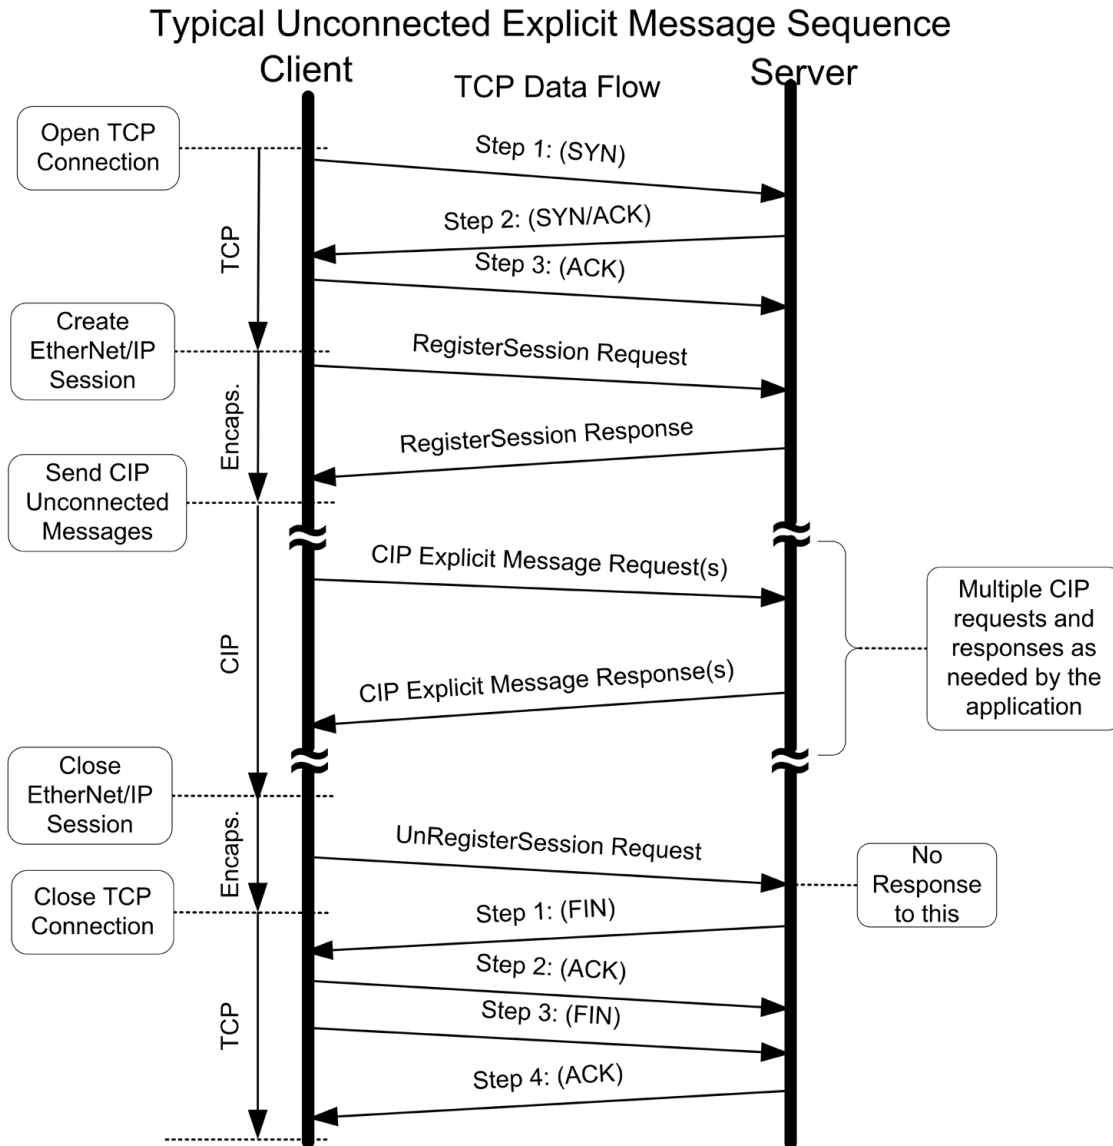 Typical Unconnected Explicit Message Sequence
Client
TCP Data Flow
Server
Open TCP
Connection
Step 1: (SYN)
Step 2: (SYN/ACK)
TCP
Step 3: (ACK)
Create
EtherNet/IP
Session
RegisterSession Request
Encaps.
RegisterSession Response
Send CIP
Unconnected
Messages
CIP Explicit Message Request(s)
Multiple CIP
requests and
responses as
needed by the
application
CIP
CIP Explicit Message Response(s)
Close
EtherNet/IP
Session
Encaps.
UnRegisterSession Request
No
Response
to this
Close TCP
Connection
Step 1: (FIN)
Step 2: (ACK)
Step 3: (FIN)
TCP
Step 4: (ACK)